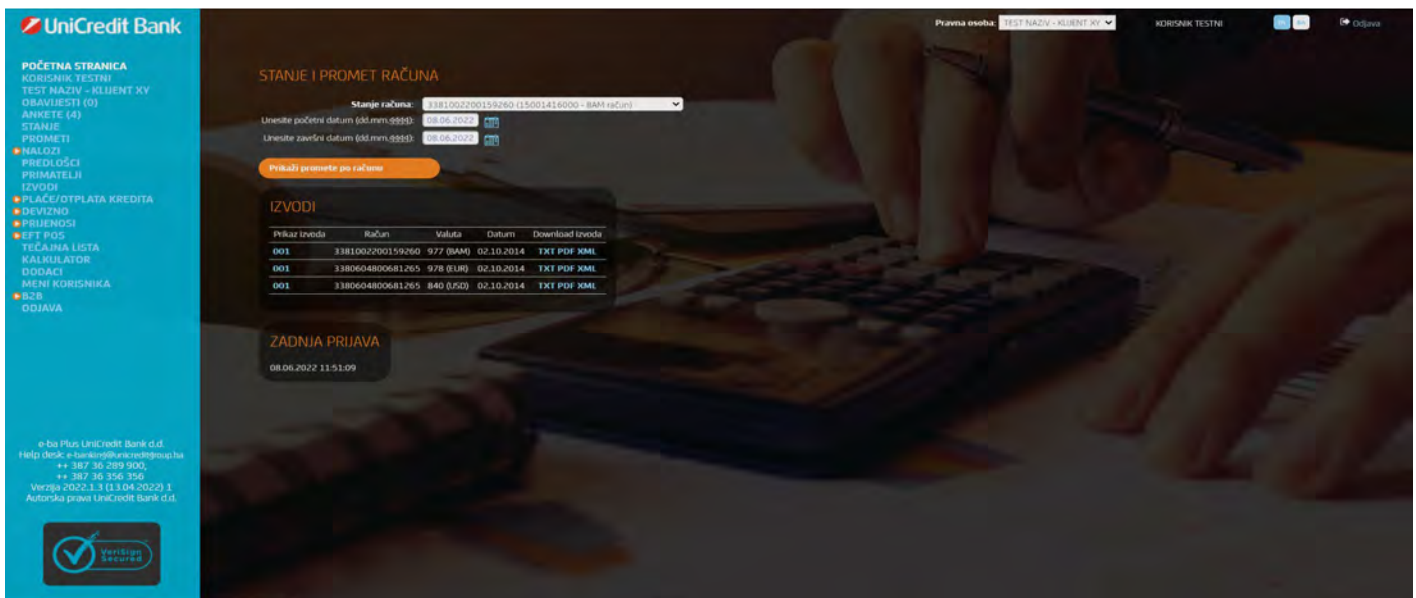 UniCredit Bank
Pravna osoba: TEST NAZIV - KLIJENT XY KORISNIK TESTNI Odjava
POČETNA STRANICA
KORISNIK TESTNI
TEST NAZIV - KLIJENT XY
OBAVIJESTI (0)
ANKETE (4)
STANJE
PROMETI
NALOZI
PREDLOŠCI
PRIMATELJI
IZVODI
PLAĆE/OTPLATA KREDITA
DEVIZNO
PRIJENOSI
EFT POS
TEČAJNA LISTA
KALKULATOR
DODACI
MENI KORISNIKA
B2B
ODJAVA
e-ba Plus UniCredit Bank d.d.
Help desk: e-banking@unicreditgroup.ba
++ 387 36 289 900,
++ 387 36 356 356
Verzija 2022.1.3 (13.04.2022) 1
Autorska prava UniCredit Bank d.d.
VeriSign
Secured
STANJE I PROMET RAČUNA
Stanje računa: 3381002200159260 (15001416000 - BAM račun)
Unesite početni datum (dd.mm.gggg): 08.06.2022
Unesite završni datum (dd.mm.gggg): 08.06.2022
Prikaži promete po računu
IZVODI
Prikaz izvoda Račun Valuta Datum Download izvoda
001 3381002200159260 977 (BAM) 02.10.2014 TXT PDF XML
001 3380604800681265 978 (EUR) 02.10.2014 TXT PDF XML
001 3380604800681265 840 (USD) 02.10.2014 TXT PDF XML
ZADNJA PRIJAVA
08.06.2022 11:51:09